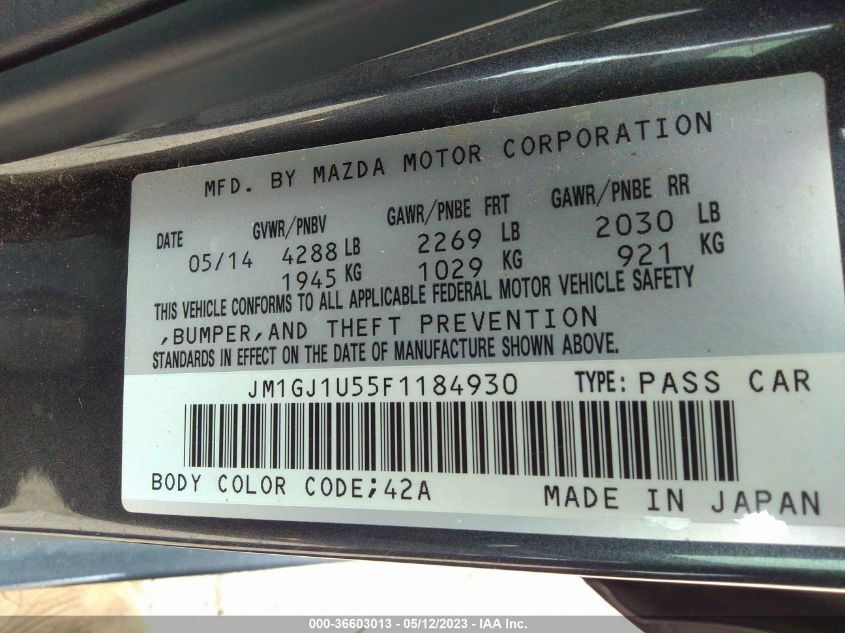 MFD. BY MAZDA MOTOR CORPORATION
DATE GVWR/PNBV GAWR/PNBE FRT GAWR/PNBE RR
05/14 4288 LB 2269 LB 2030 LB
1945 KG 1029 KG 921 KG
THIS VEHICLE CONFORMS TO ALL APPLICABLE FEDERAL MOTOR VEHICLE SAFETY
,BUMPER,AND THEFT PREVENTION
STANDARDS IN EFFECT ON THE DATE OF MANUFACTURE SHOWN ABOVE.
JM1GJ1U55F1184930 TYPE: PASS CAR
BODY COLOR CODE;42A MADE IN JAPAN
000-36603013 - 05/12/2023 - IAA Inc.